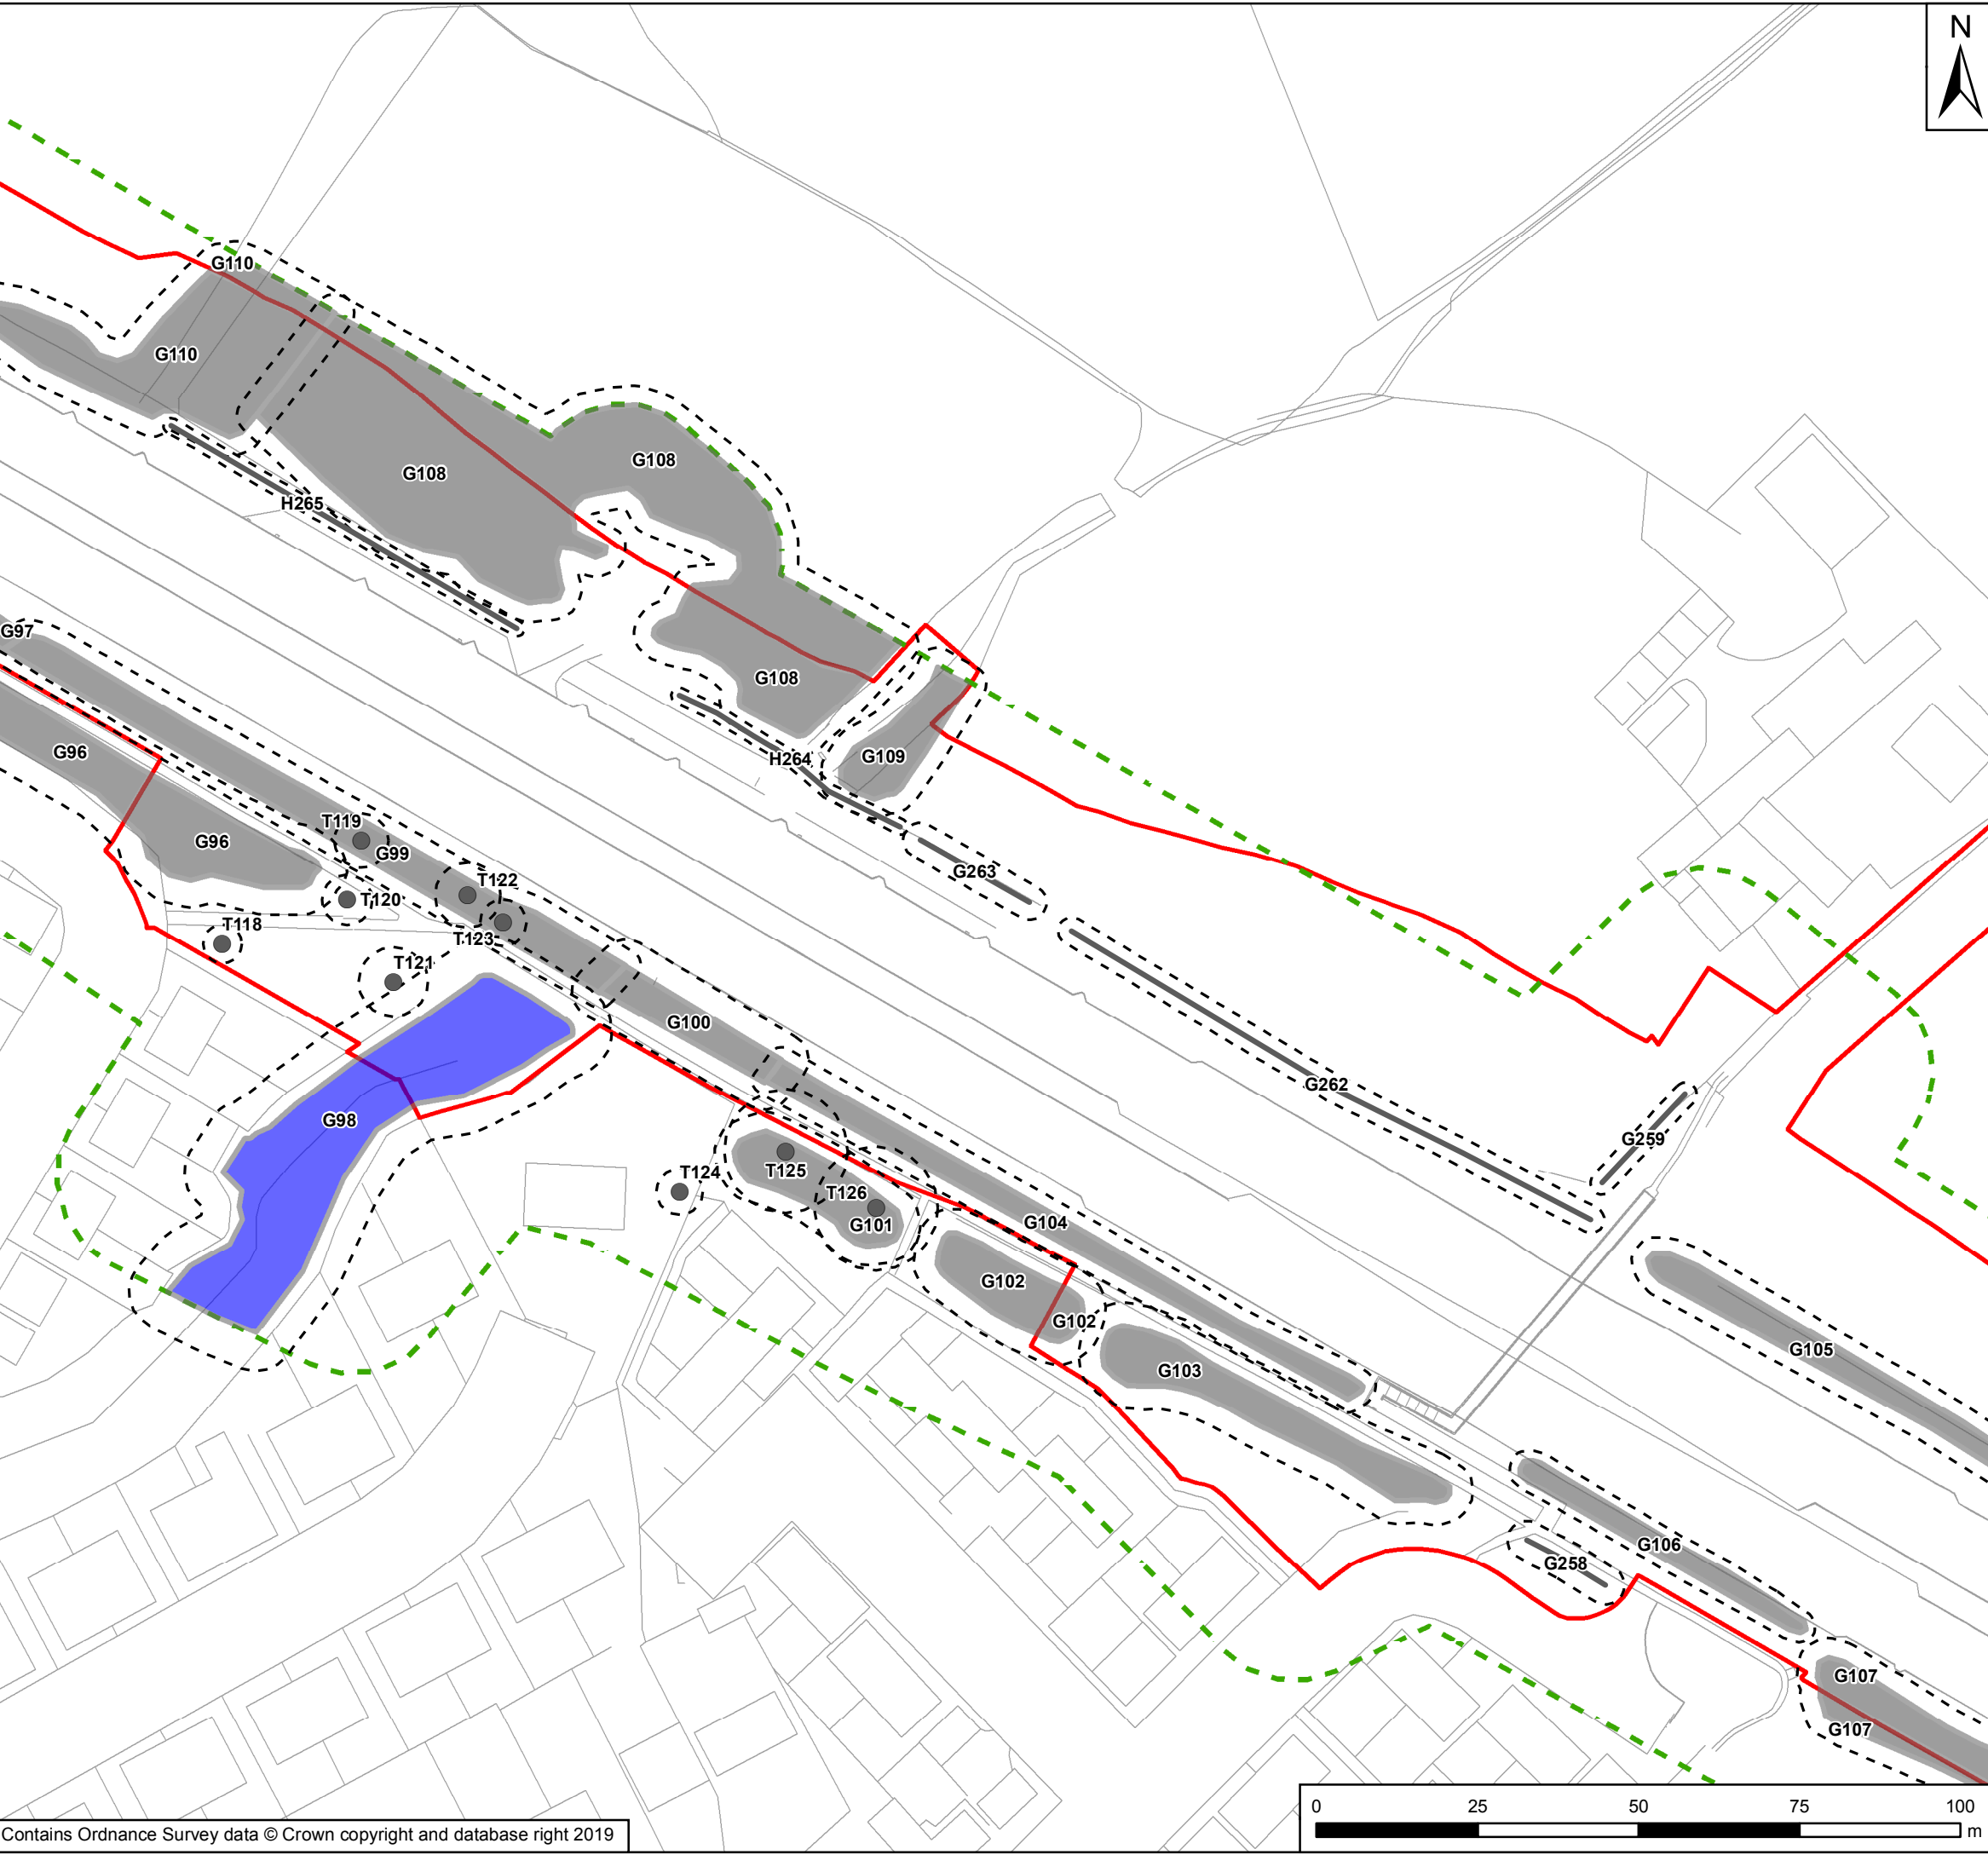 N
G110
G110
G108
G108
H265
G97
G108
G96
H264
G109
T119
G96
G99
G263
T122
T120
T118
T123
T121
G100
G262
G98
G259
T125
T124
T126
G101
G104
G102
G102
G105
G103
G106
G258
G107
G107
0 25 50 75 100
m
Contains Ordnance Survey data © Crown copyright and database right 2019